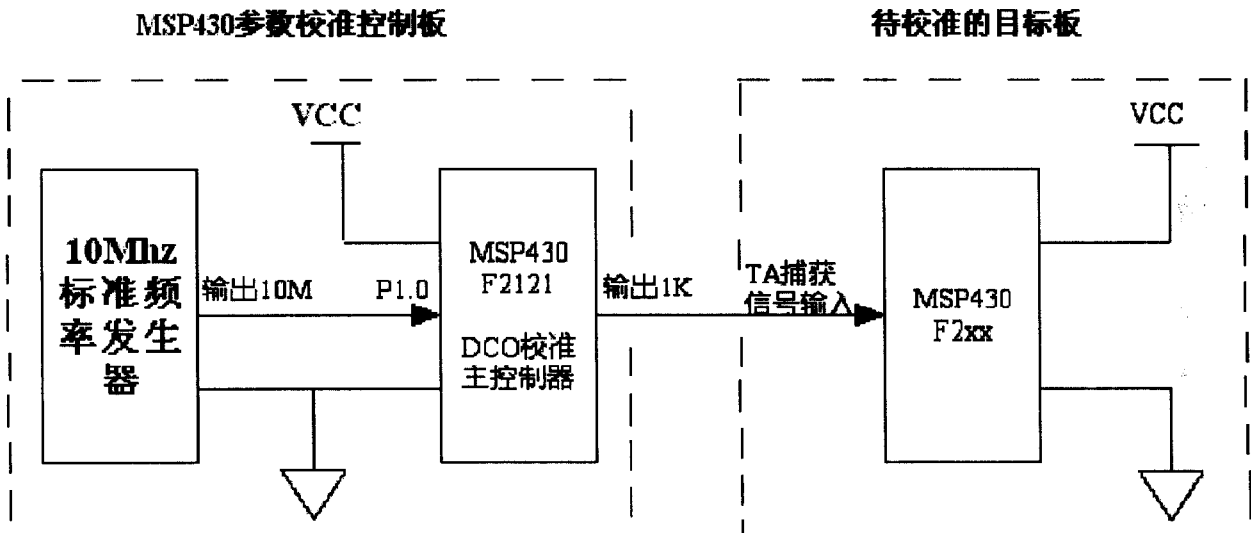 MSP430参数校准控制板
待校准的目标板
VCC
VCC
10Mhz
标准频
率发生
器
输出10M
P1.0
MSP430
F2121
DCO校准
主控制器
输出1K
TA捕获
信号输入
MSP430
F2xx